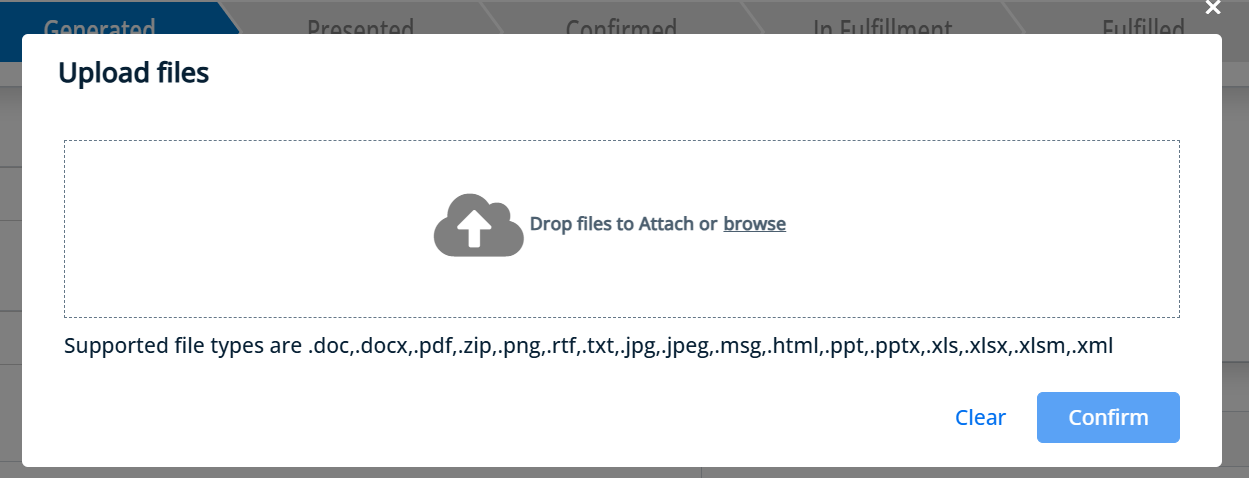 Generated
Presented
Confirmed
In Fulfillment
Fulfilled
Upload files
Drop files to Attach or browse
Supported file types are .doc,.docx,.pdf,.zip,.png,.rtf,.txt,.jpg,.jpeg,.msg,.html,.ppt,.pptx,.xls,.xlsx,.xlsm,.xml
Clear
Confirm